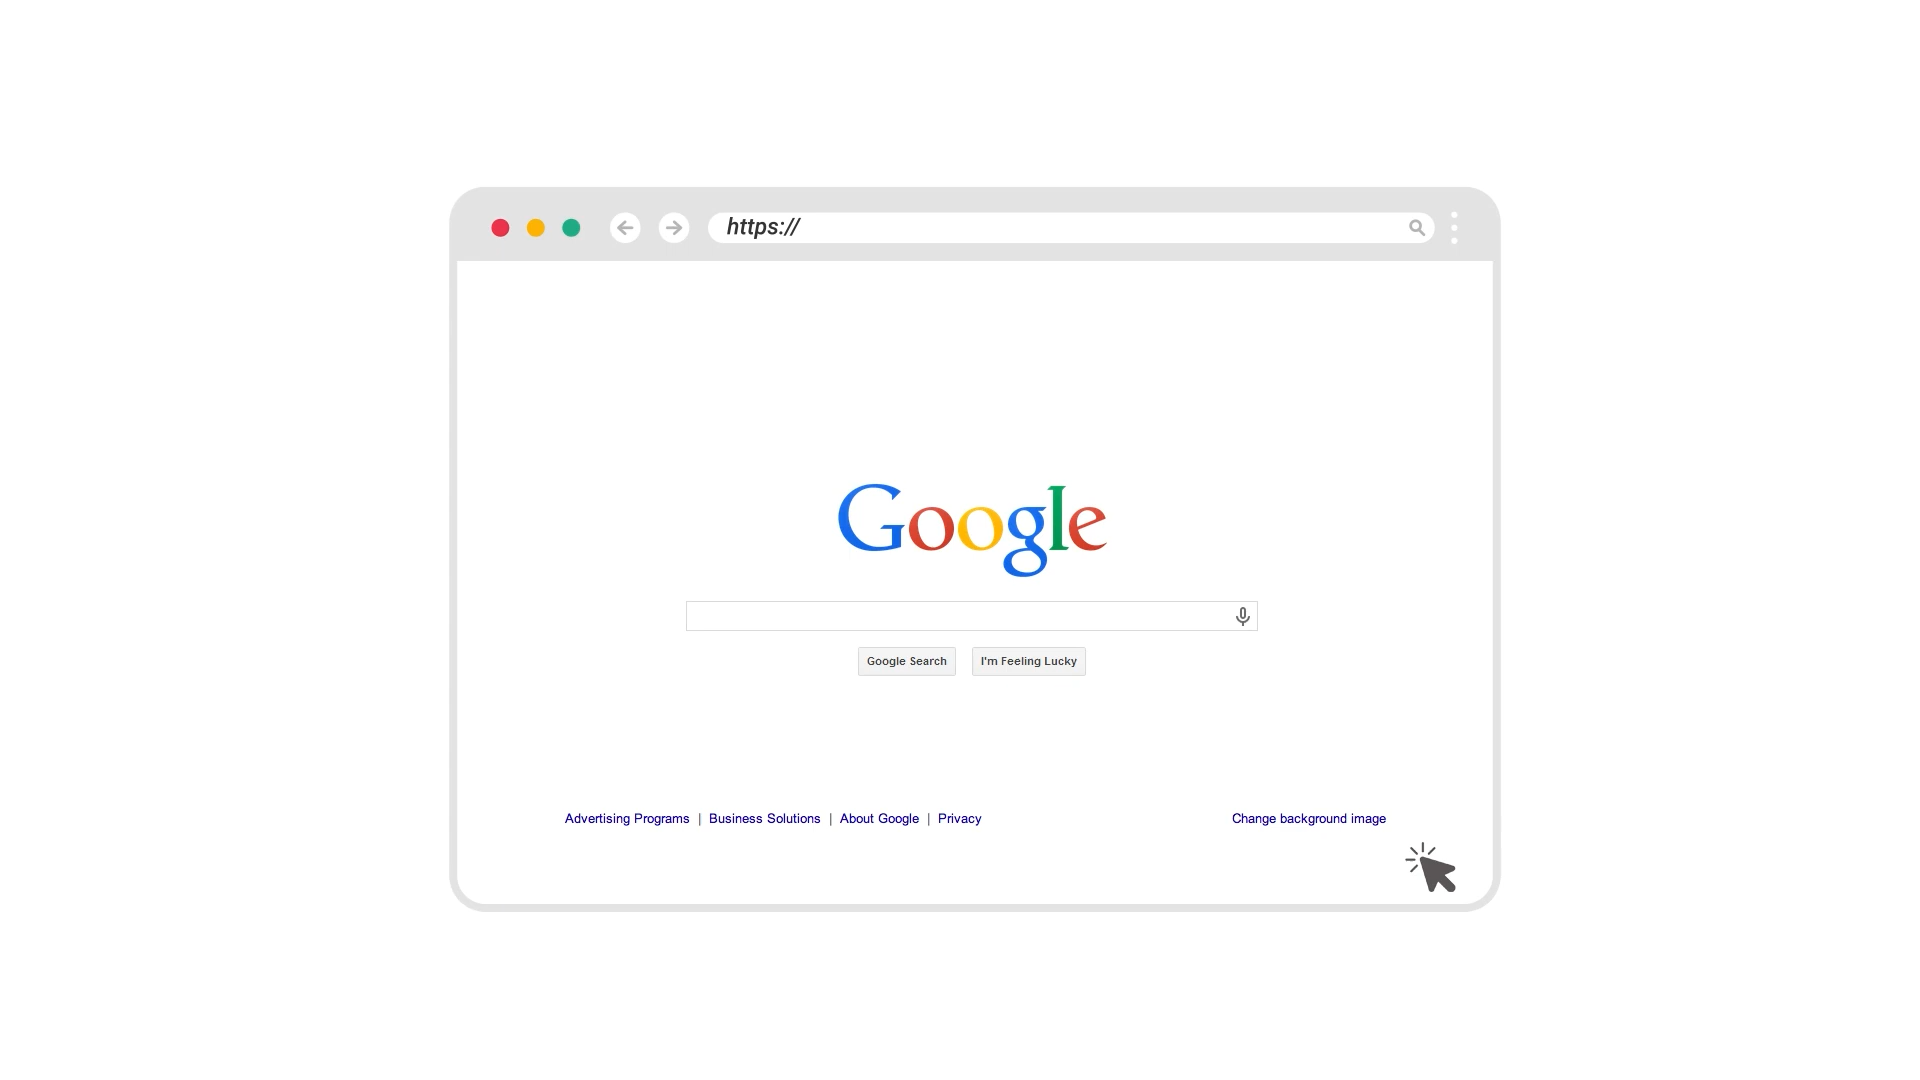 https://
Google
Google Search I'm Feeling Lucky
Advertising Programs | Business Solutions | About Google | Privacy Change background image